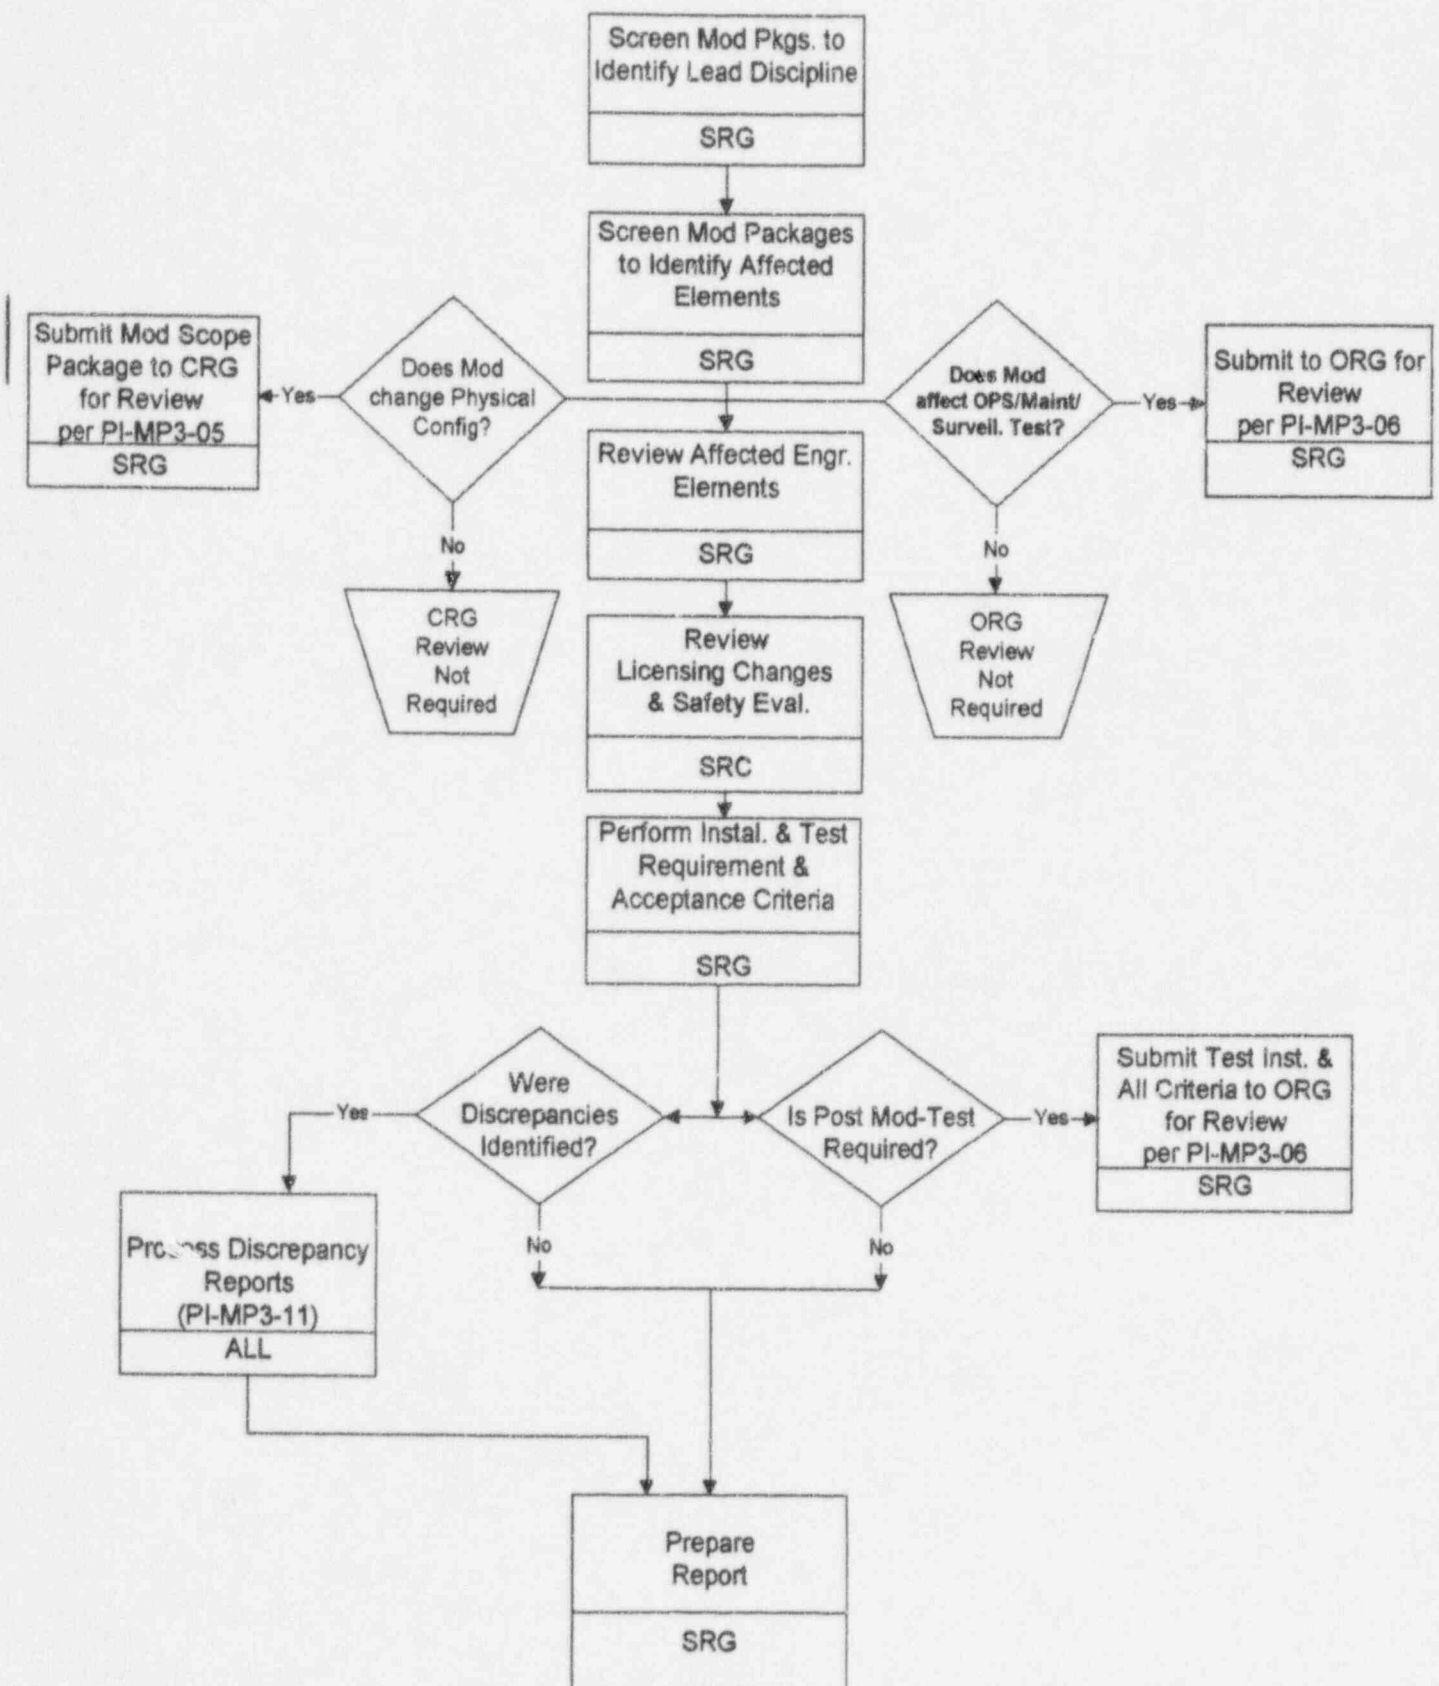 Screen Mod Pkgs. to
Identify Lead Discipline
SRG
Screen Mod Packages
to Identify Affected
Elements
SRG
Submit Mod Scope
Package to CRG
for Review
per PI-MP3-05
SRG
Yes
Does Mod
change Physical
Config?
No
CRG
Review
Not
Required
Does Mod
affect OPS/Maint/
Surveil. Test?
Yes
Submit to ORG for
Review
per PI-MP3-06
SRG
No
ORG
Review
Not
Required
Review Affected Engr.
Elements
SRG
Review
Licensing Changes
& Safety Eval.
SRC
Perform Instal. & Test
Requirement &
Acceptance Criteria
SRG
Were
Discrepancies
Identified?
Yes
No
Is Post Mod-Test
Required?
Yes
No
Submit Test Inst. &
All Criteria to ORG
for Review
per PI-MP3-06
SRG
Discrepancy
Reports
(PI-MP3-11)
ALL
Prepare
Report
SRG